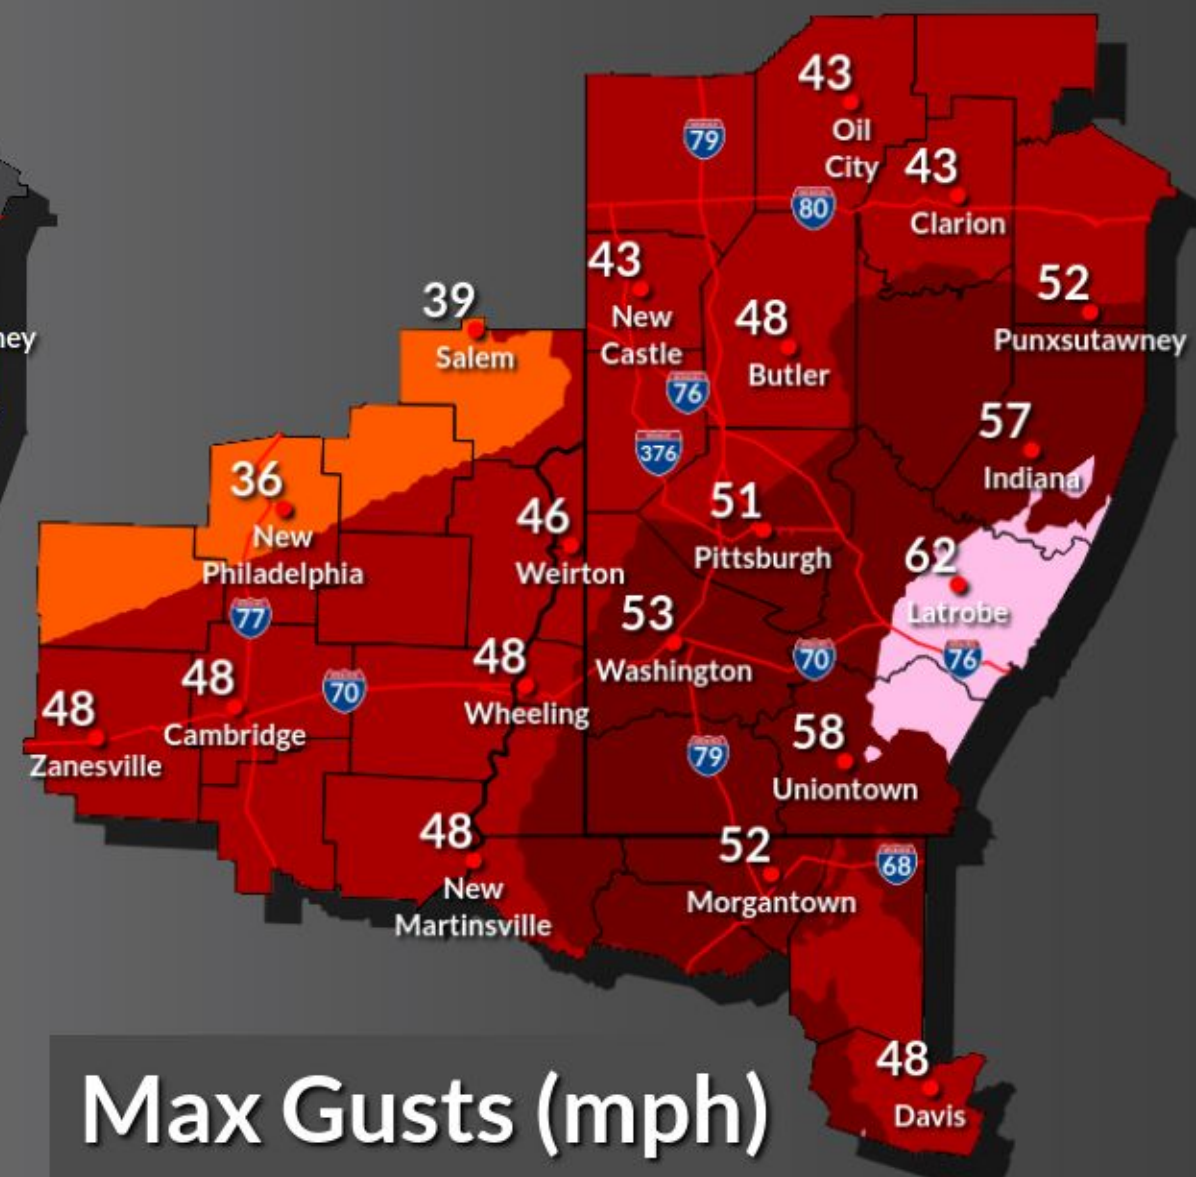 43
Oil
City
79
43
Clarion
80
43
New
Castle
52
Punxsutawney
39
Salem
48
Butler
ney
76
376
57
Indiana
36
New
Philadelphia
46
Weirton
51
Pittsburgh
62
Latrobe
77
53
Washington
70
76
48
Wheeling
48
Cambridge
70
48
Zanesville
79
58
Uniontown
48
New
Martinsville
52
Morgantown
68
48
Davis
Max Gusts (mph)